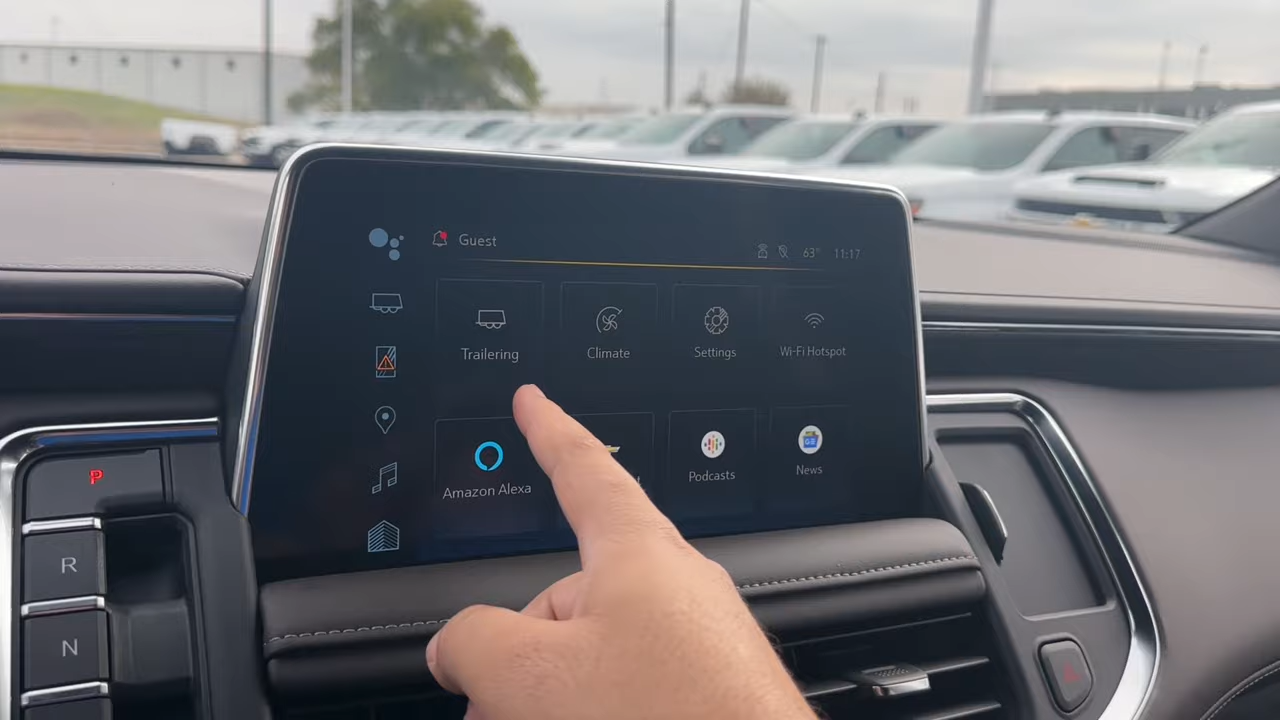 Guest
63° 11:17
Trailering Climate Settings Wi-Fi Hotspot
Amazon Alexa Podcasts News
P
R
N